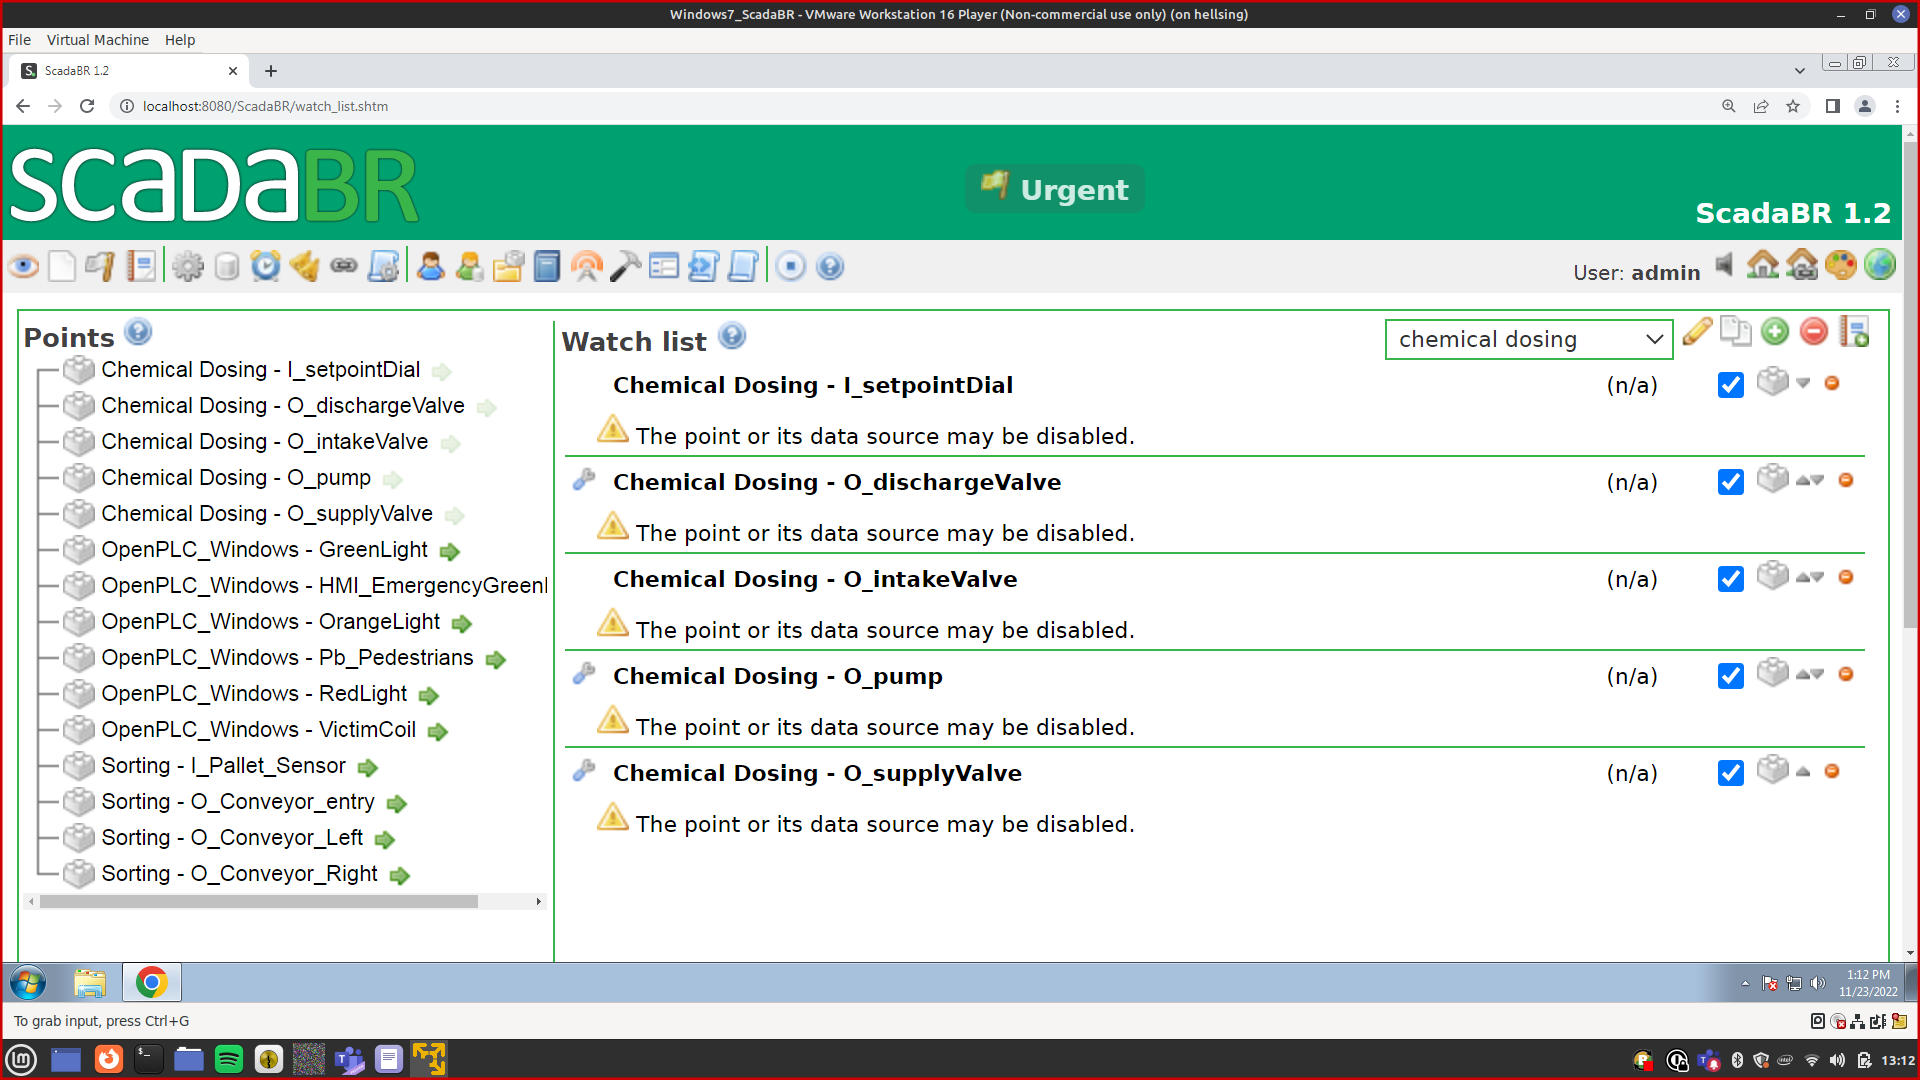 Windows7_ScadaBR - VMware Workstation 16 Player (Non-commercial use only) (on hellsing)
File Virtual Machine Help
S. ScadaBR 1.2
localhost:8080/ScadaBR/watch_list.shtm
SCADABR
Urgent
ScadaBR 1.2
User: admin
Points
Chemical Dosing - I_setpointDial
Chemical Dosing - O_dischargeValve
Chemical Dosing - O_intakeValve
Chemical Dosing - O_pump
Chemical Dosing - O_supplyValve
OpenPLC_Windows - GreenLight
OpenPLC_Windows - HMI_EmergencyGreenl
OpenPLC_Windows - OrangeLight
OpenPLC_Windows - Pb_Pedestrians
OpenPLC_Windows - RedLight
OpenPLC_Windows - VictimCoil
Sorting - I_Pallet_Sensor
Sorting - O_Conveyor_entry
Sorting - O_Conveyor_Left
Sorting - O_Conveyor_Right
Watch list
chemical dosing
Chemical Dosing - I_setpointDial (n/a)
The point or its data source may be disabled.
Chemical Dosing - O_dischargeValve (n/a)
The point or its data source may be disabled.
Chemical Dosing - O_intakeValve (n/a)
The point or its data source may be disabled.
Chemical Dosing - O_pump (n/a)
The point or its data source may be disabled.
Chemical Dosing - O_supplyValve (n/a)
The point or its data source may be disabled.
1:12 PM
11/23/2022
To grab input, press Ctrl+G
13:12